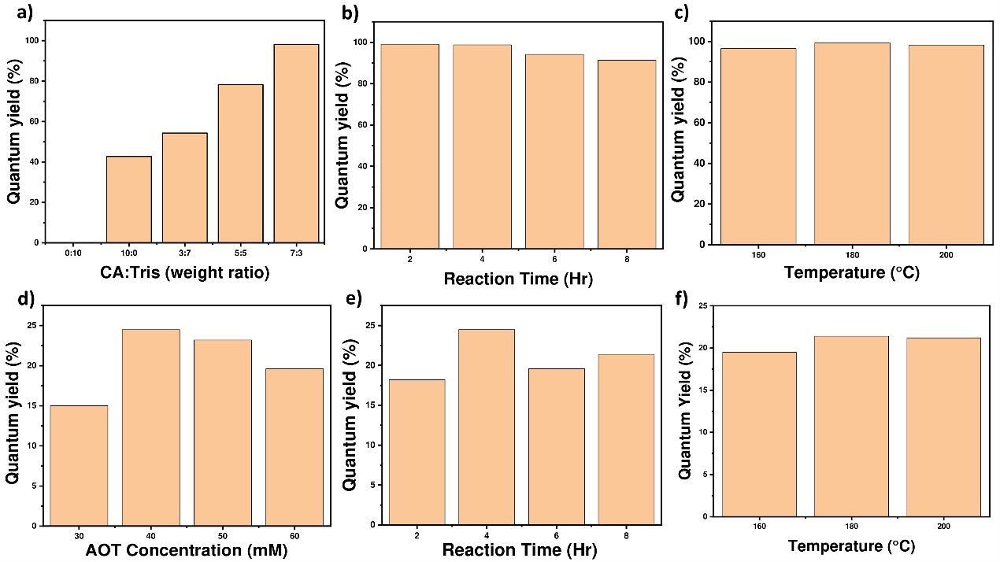 a)
Quantum yield (%)
100
80
60
40
20
0
0:10 10:0 3:7 5:5 7:3
CA:Tris (weight ratio)
b)
Quantum yield (%)
100
80
60
40
20
0
2 4 6 8
Reaction Time (Hr)
c)
Quantum yield (%)
100
80
60
40
20
0
160 180 200
Temperature (°C)
d)
Quantum yield (%)
25
20
15
10
5
0
30 40 50 60
AOT Concentration (mM)
e)
Quantum yield (%)
25
20
15
10
5
0
2 4 6 8
Reaction Time (Hr)
f)
Quantum Yield (%)
25
20
15
10
5
0
160 180 200
Temperature (°C)